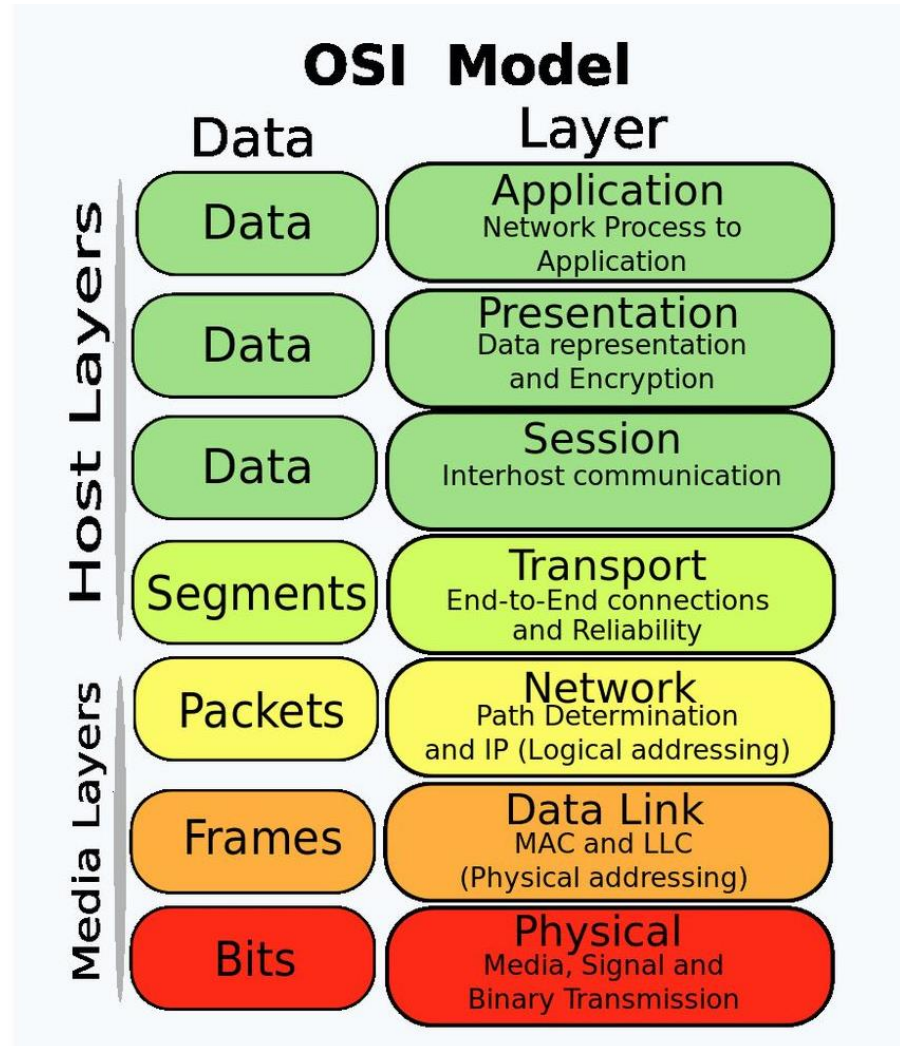 OSI Model
Data
Layer
Host Layers
Data
Application
Network Process to
Application
Data
Presentation
Data representation
and Encryption
Data
Session
Interhost communication
Segments
Transport
End-to-End connections
and Reliability
Media Layers
Packets
Network
Path Determination
and IP (Logical addressing)
Frames
Data Link
MAC and LLC
(Physical addressing)
Bits
Physical
Media, Signal and
Binary Transmission